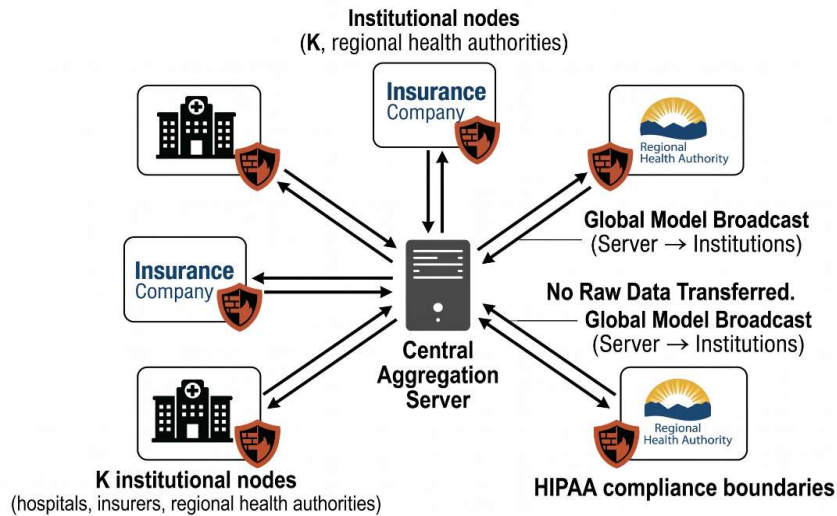 Institutional nodes
(K, regional health authorities)
Insurance
Company
Regional
Health Authority
Global Model Broadcast
(Server → Institutions)
Insurance
Company
No Raw Data Transferred.
Global Model Broadcast
(Server → Institutions)
Central
Aggregation
Server
Regional
Health Authority
K institutional nodes
(hospitals, insurers, regional health authorities)
HIPAA compliance boundaries